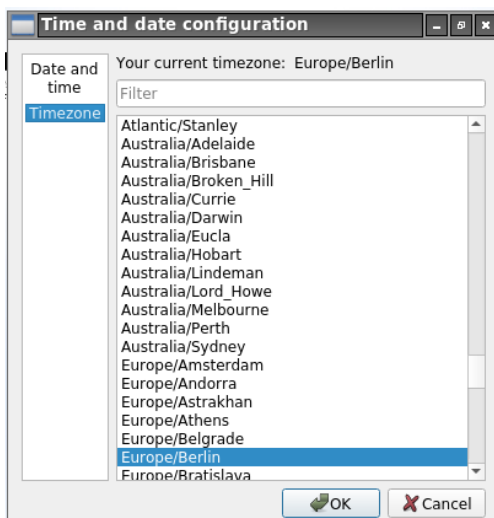 Time and date configuration
Date and
time
Timezone
Your current timezone: Europe/Berlin
Filter
Atlantic/Stanley
Australia/Adelaide
Australia/Brisbane
Australia/Broken_Hill
Australia/Currie
Australia/Darwin
Australia/Eucla
Australia/Hobart
Australia/Lindeman
Australia/Lord_Howe
Australia/Melbourne
Australia/Perth
Australia/Sydney
Europe/Amsterdam
Europe/Andorra
Europe/Astrakhan
Europe/Athens
Europe/Belgrade
Europe/Berlin
Europe/Bratislava
OK
Cancel